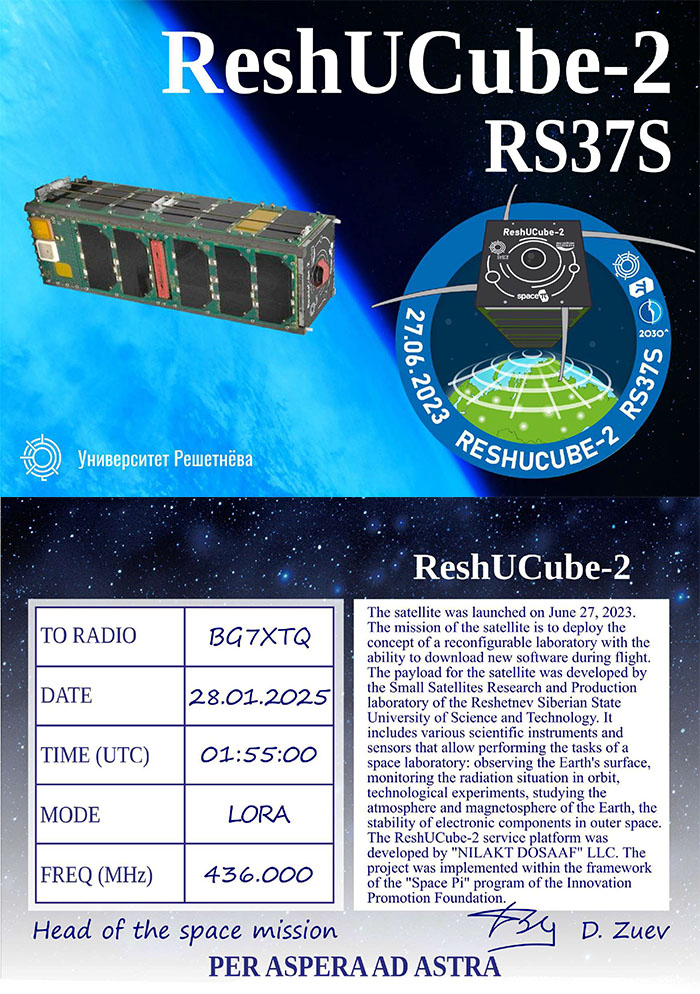 ReshUCube-2
RS37S
ReshUCube-2
space π
27.06.2023 RESHUCUBE-2 RS37S
2030^
Университет Решетнёва
ReshUCube-2
TO RADIO BG7XTQ
DATE 28.01.2025
TIME (UTC) 01:55:00
MODE LORA
FREQ (MHz) 436.000
The satellite was launched on June 27, 2023.
The mission of the satellite is to deploy the
concept of a reconfigurable laboratory with the
ability to download new software during flight.
The payload for the satellite was developed by
the Small Satellites Research and Production
laboratory of the Reshetnev Siberian State
University of Science and Technology. It
includes various scientific instruments and
sensors that allow performing the tasks of a
space laboratory: observing the Earth's surface,
monitoring the radiation situation in orbit,
technological experiments, studying the
atmosphere and magnetosphere of the Earth, the
stability of electronic components in outer space.
The ReshUCube-2 service platform was
developed by "NILAKT DOSAAF" LLC. The
project was implemented within the framework
of the "Space Pi" program of the Innovation
Promotion Foundation.
Head of the space mission D. Zuev
PER ASPERA AD ASTRA